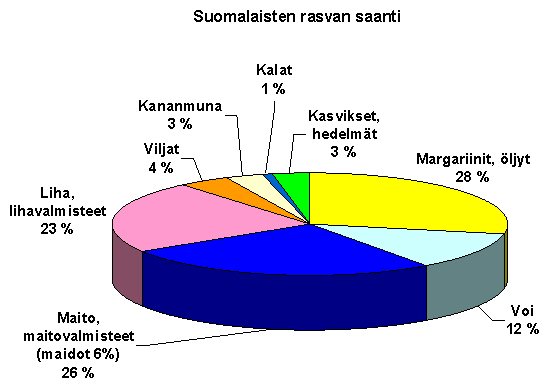 Suomalaisten rasvan saanti
Kalat
1 %
Kananmuna
3 %
Kasvikset,
hedelmät
3 %
Viljat
4 %
Margariinit, öljyt
28 %
Liha,
lihavalmisteet
23 %
Voi
12 %
Maito,
maitovalmisteet
(maidot 6%)
26 %